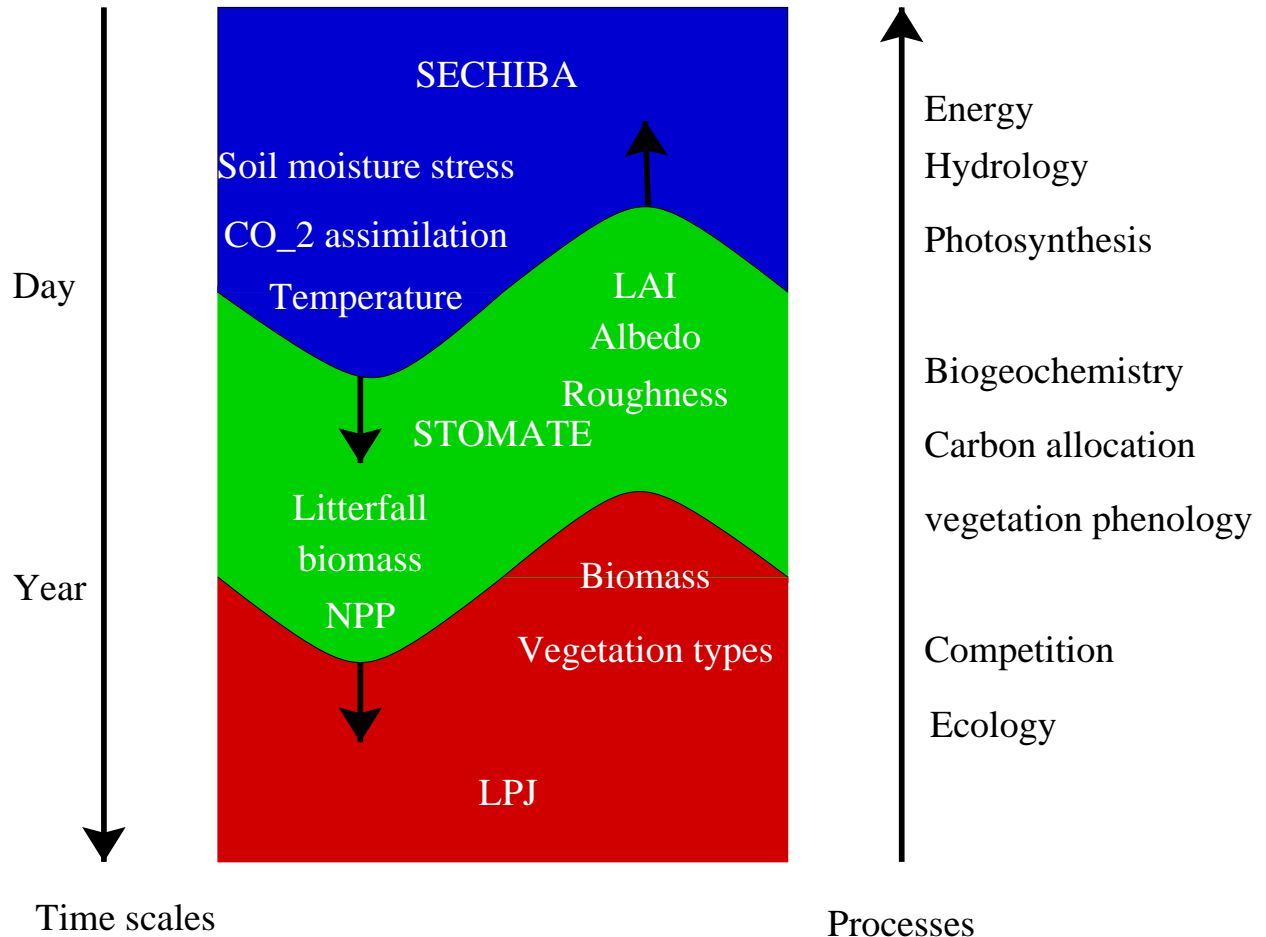 SECHIBA
Soil moisture stress
CO_2 assimilation
Temperature
LAI
Albedo
Roughness
STOMATE
Litterfall
biomass
NPP
Biomass
Vegetation types
LPJ
Day
Year
Time scales
Energy
Hydrology
Photosynthesis
Biogeochemistry
Carbon allocation
vegetation phenology
Competition
Ecology
Processes